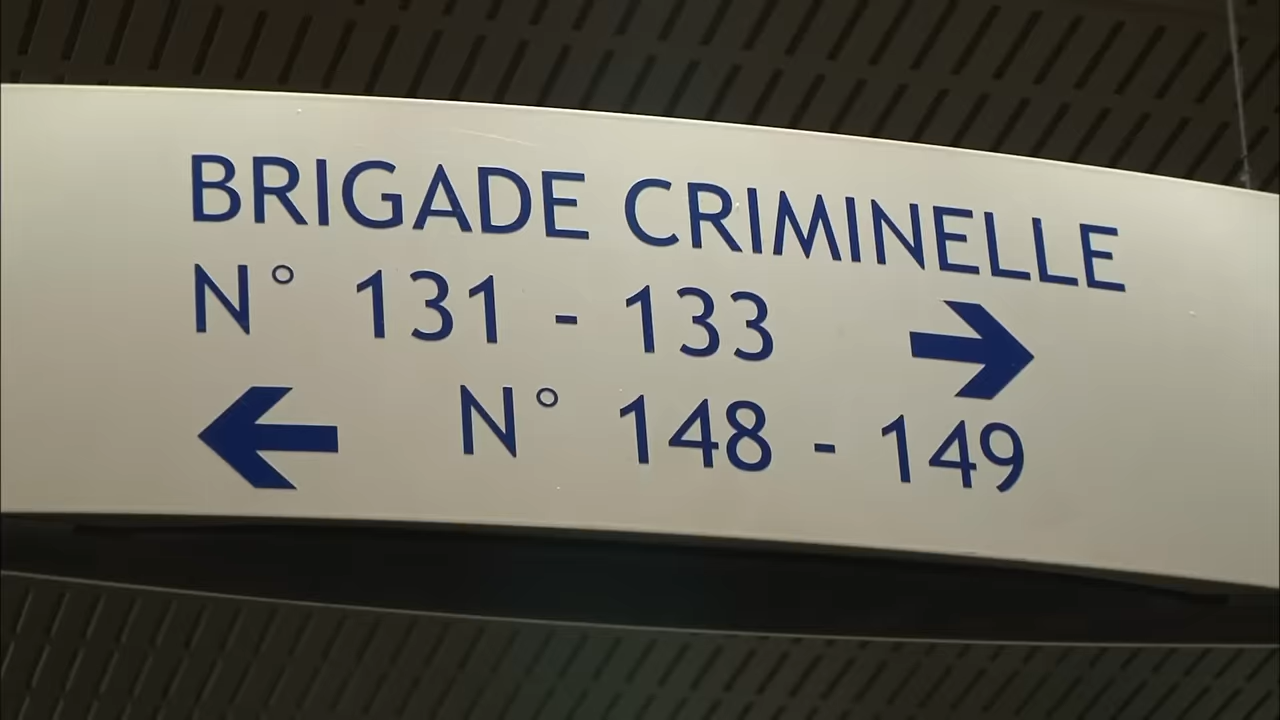 BRIGADE CRIMINELLE
N° 131 - 133 →
← N° 148 - 149